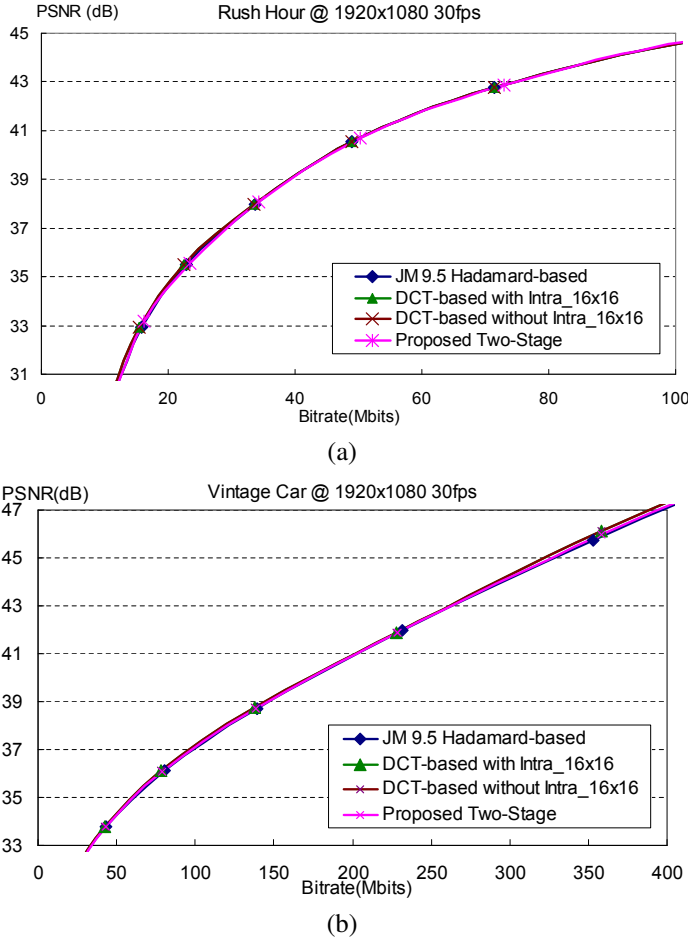 PSNR (dB)
Rush Hour @ 1920x1080 30fps
45
43
41
39
37
35
33
31
JM 9.5 Hadamard-based
DCT-based with Intra_16x16
DCT-based without Intra_16x16
Proposed Two-Stage
0 20 40 60 80 100
Bitrate(Mbits)
(a)
PSNR(dB)
Vintage Car @ 1920x1080 30fps
47
45
43
41
39
37
35
33
JM 9.5 Hadamard-based
DCT-based with Intra_16x16
DCT-based without Intra_16x16
Proposed Two-Stage
0 50 100 150 200 250 300 350 400
Bitrate(Mbits)
(b)